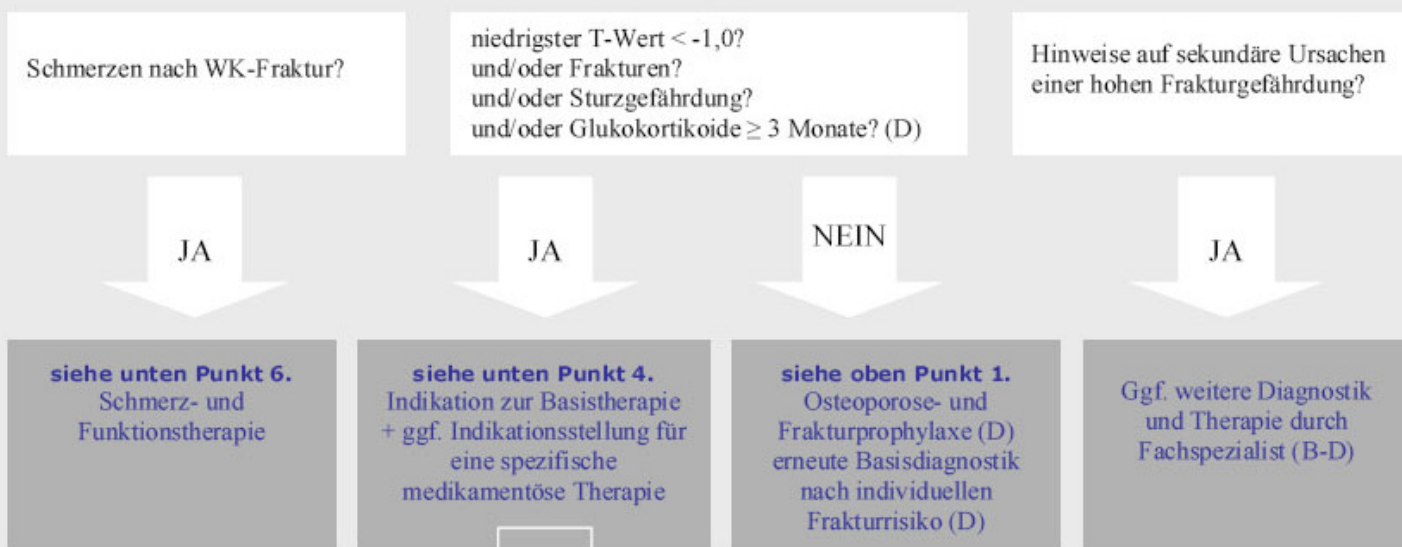 Schmerzen nach WK-Fraktur?
niedrigster T-Wert < -1,0?
und/oder Frakturen?
und/oder Sturzgefährdung?
und/oder Glukokortikoide ≥ 3 Monate? (D)
Hinweise auf sekundäre Ursachen
einer hohen Frakturgefährdung?
JA
JA
NEIN
JA
siehe unten Punkt 6.
Schmerz- und
Funktionstherapie
siehe unten Punkt 4.
Indikation zur Basistherapie
+ ggf. Indikationsstellung für
eine spezifische
medikamentöse Therapie
siehe oben Punkt 1.
Osteoporose- und
Frakturprophylaxe (D)
erneute Basisdiagnostik
nach individuellen
Frakturrisiko (D)
Ggf. weitere Diagnostik
und Therapie durch
Fachspezialist (B-D)